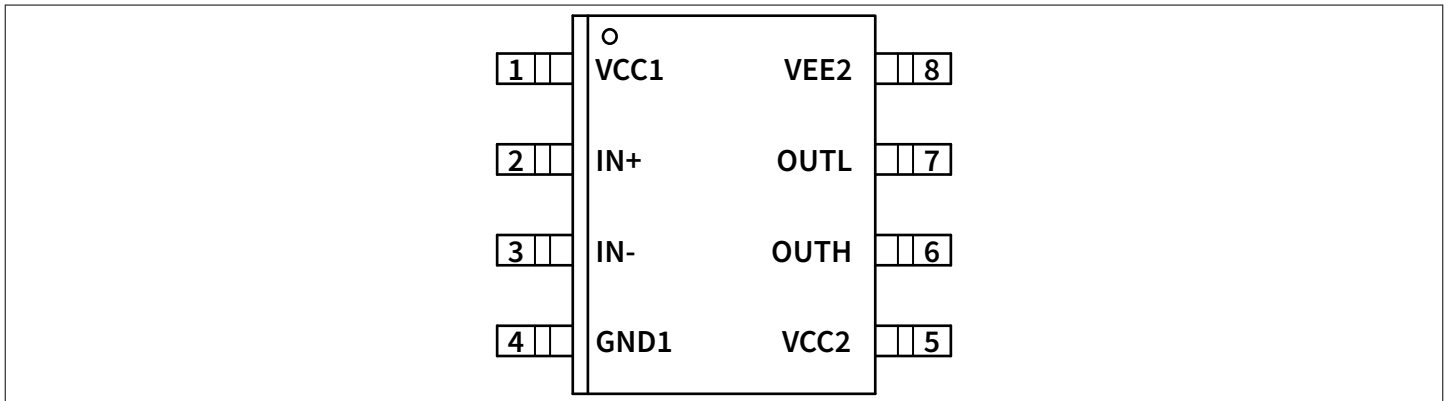 1 VCC1 VEE2 8
2 IN+ OUTL 7
3 IN- OUTH 6
4 GND1 VCC2 5